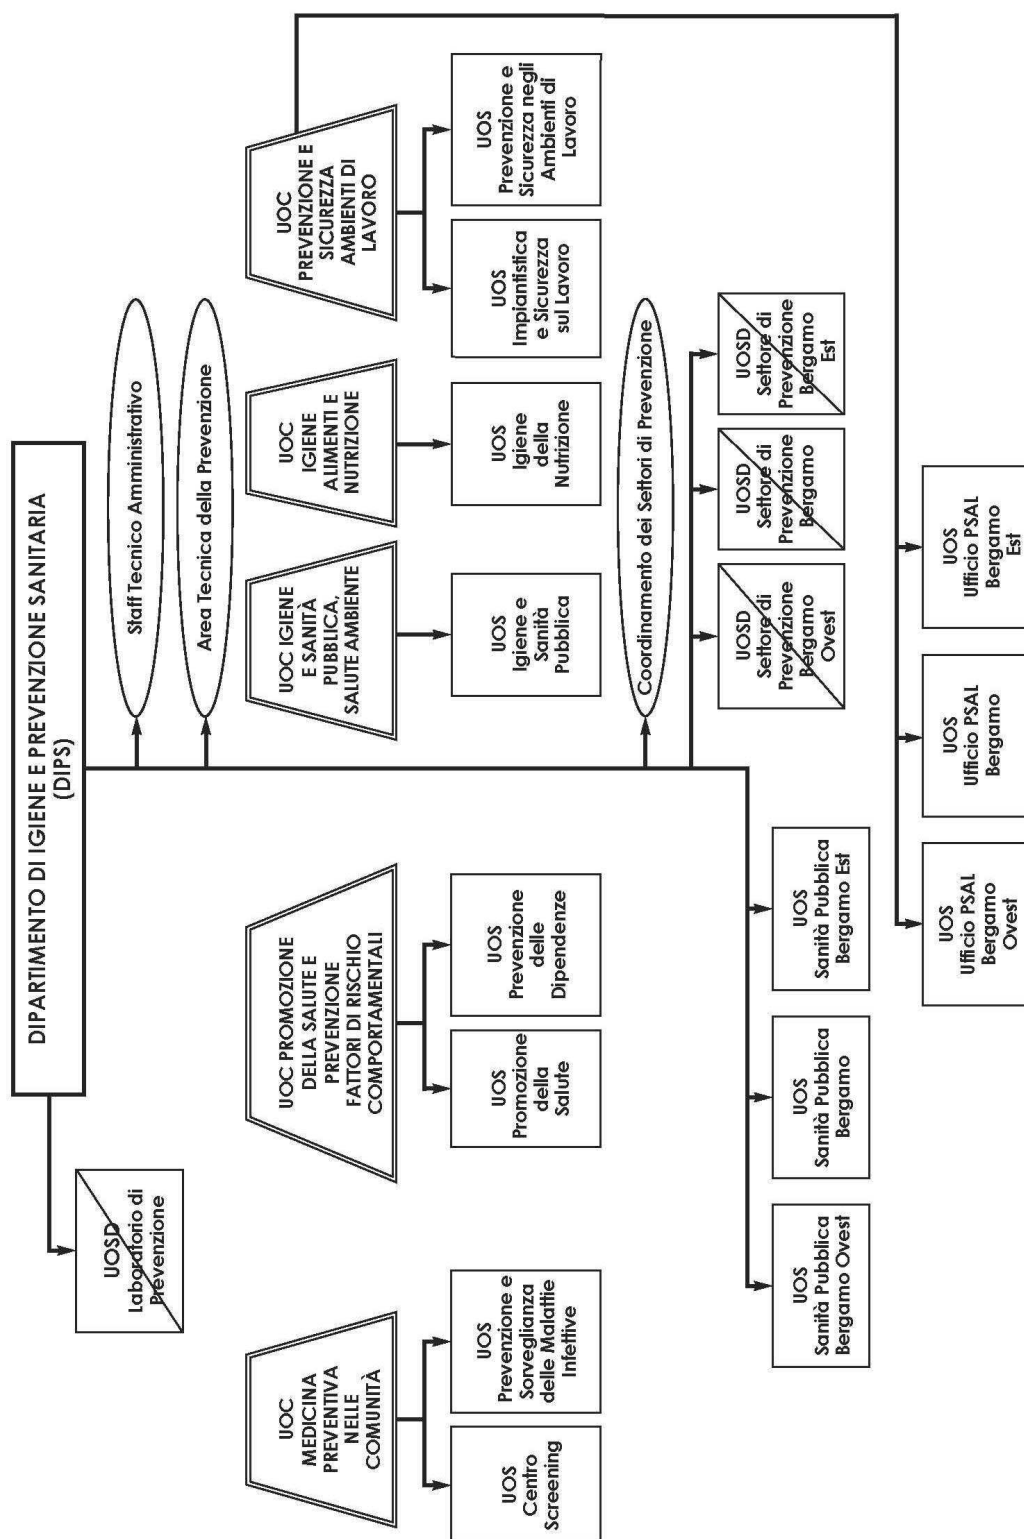 DIPARTIMENTO DI IGIENE E PREVENZIONE SANITARIA
(DIPS)
UOSD
Laboratorio di
Prevenzione
Staff Tecnico Amministrativo
Area Tecnica della Prevenzione
UOC
MEDICINA
PREVENTIVA
NELLE
COMUNITÀ
UOC PROMOZIONE
DELLA SALUTE E
PREVENZIONE
FATTORI DI RISCHIO
COMPORTAMENTALI
UOC IGIENE
E SANITÀ
PUBBLICA,
SALUTE AMBIENTE
UOC
IGIENE
ALIMENTI E
NUTRIZIONE
UOC
PREVENZIONE E
SICUREZZA
AMBIENTI DI
LAVORO
UOS
Centro
Screening
UOS
Prevenzione e
Sorveglianza
delle Malattie
Infettive
UOS
Promozione
della
Salute
UOS
Prevenzione
delle
Dipendenze
UOS
Igiene e
Sanità
Pubblica
UOS
Igiene
della
Nutrizione
UOS
Impiantistica
e Sicurezza
sul Lavoro
UOS
Prevenzione e
Sicurezza negli
Ambienti di
Lavoro
Coordinamento dei Settori di Prevenzione
UOSD
Settore di
Prevenzione
Bergamo
Ovest
UOSD
Settore di
Prevenzione
Bergamo
UOSD
Settore di
Prevenzione
Bergamo
Est
UOS
Sanità Pubblica
Bergamo Ovest
UOS
Sanità Pubblica
Bergamo
UOS
Sanità Pubblica
Bergamo Est
UOS
Ufficio PSAL
Bergamo
Ovest
UOS
Ufficio PSAL
Bergamo
UOS
Ufficio PSAL
Bergamo
Est